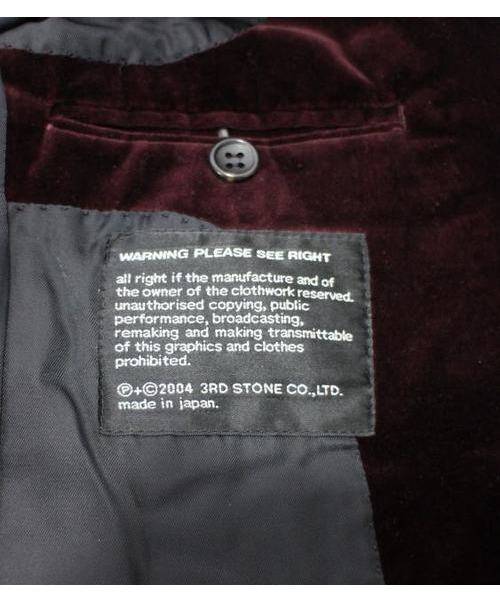 WARNING PLEASE SEE RIGHT
all right if the manufacture and of
the owner of the clothwork reserved.
unauthorised copying, public
performance, broadcasting,
remaking and making transmittable
of this graphics and clothes
prohibited.
Ⓟ+©2004 3RD STONE CO.,LTD.
made in japan.